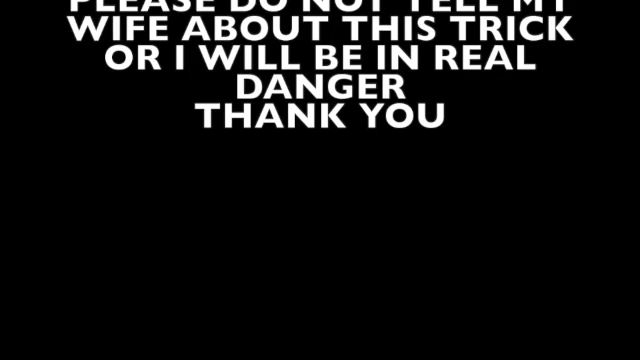 PLEASE DO NOT TELL MY
WIFE ABOUT THIS TRICK
OR I WILL BE IN REAL
DANGER
THANK YOU